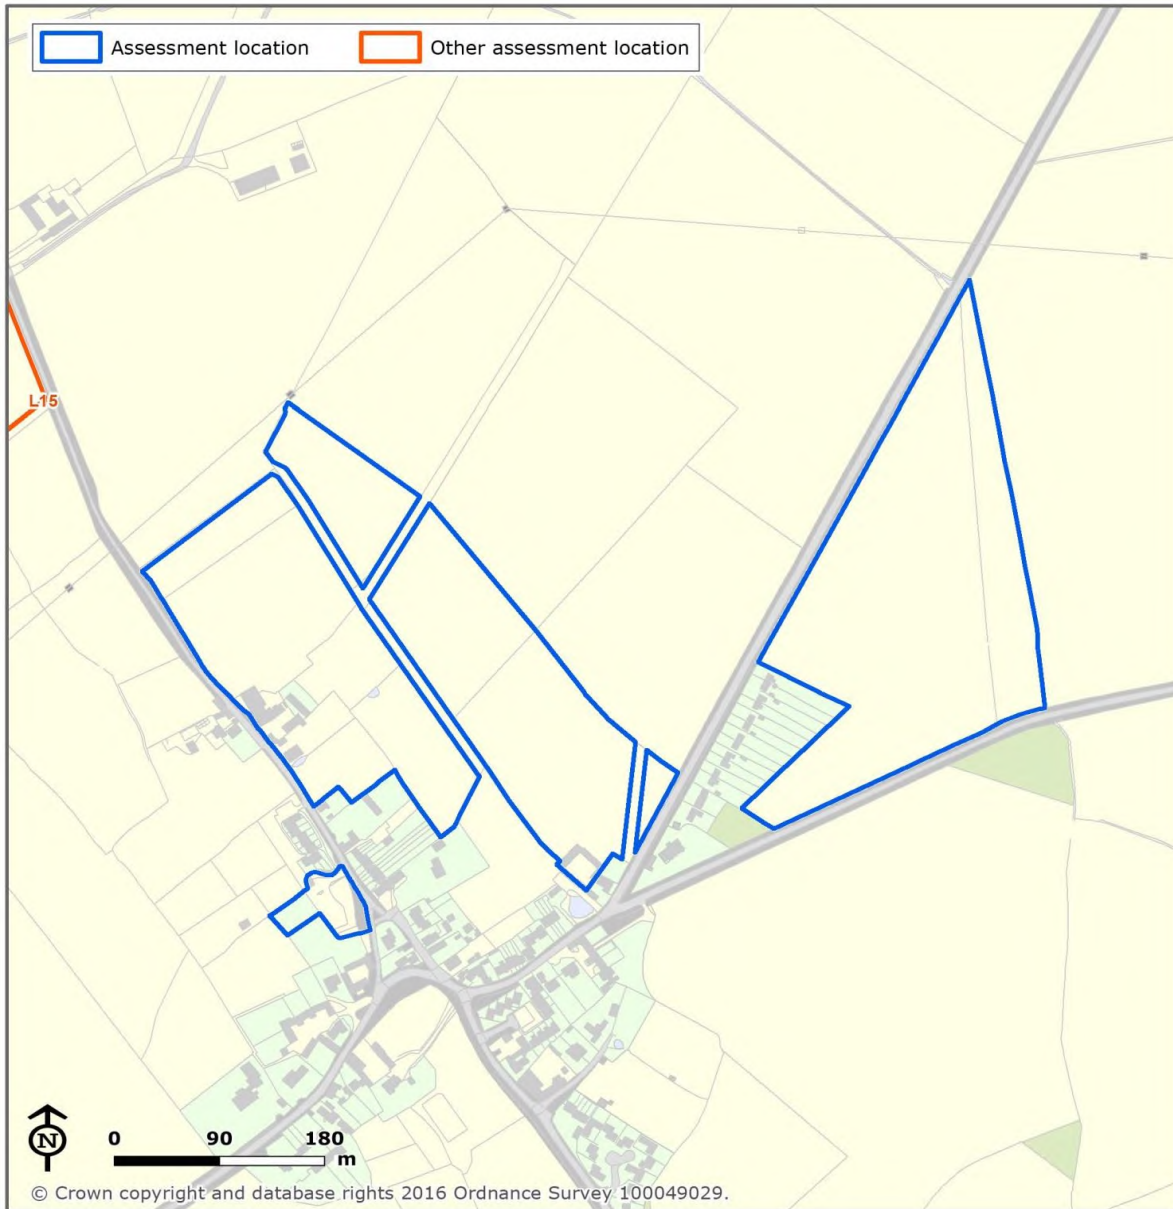 Assessment location
Other assessment location
L15
N
0 90 180
m
© Crown copyright and database rights 2016 Ordnance Survey 100049029.